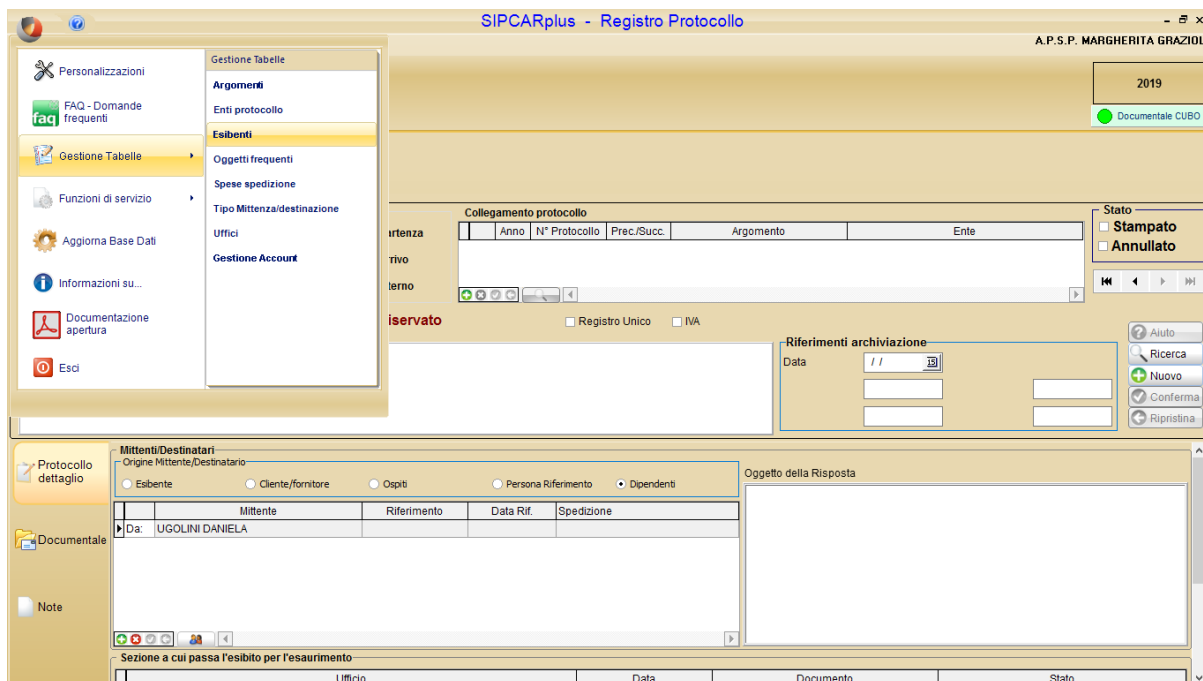 SIPCARplus - Registro Protocollo
A.P.S.P. MARGHERITA GRAZIOL
2019
Documentale CUBO
Personalizzazioni
faq
FAQ - Domande
frequenti
Gestione Tabelle
Funzioni di servizio
Aggiorna Base Dati
Informazioni su...
Documentazione
apertura
Esci
Gestione Tabelle
Argomenti
Enti protocollo
Esibenti
Oggetti frequenti
Spese spedizione
Tipo Mittenza/destinazione
Uffici
Gestione Account
artenza
rrivo
terno
Collegamento protocollo
Anno N° Protocollo Prec./Succ. Argomento Ente
Stato
Stampato
Annullato
iservato
Registro Unico IVA
Riferimenti archiviazione
Data / / 15
Aiuto
Ricerca
Nuovo
Conferma
Ripristina
Protocollo
dettaglio
Documentale
Note
Mittenti/Destinatari
Origine Mittente/Destinatario
Esibente Cliente/fornitore Ospiti Persona Riferimento Dipendenti
Mittente Riferimento Data Rif. Spedizione
Da: UGOLINI DANIELA
Oggetto della Risposta
Sezione a cui passa l'esibito per l'esaurimento
Ufficio Data Documento Stato